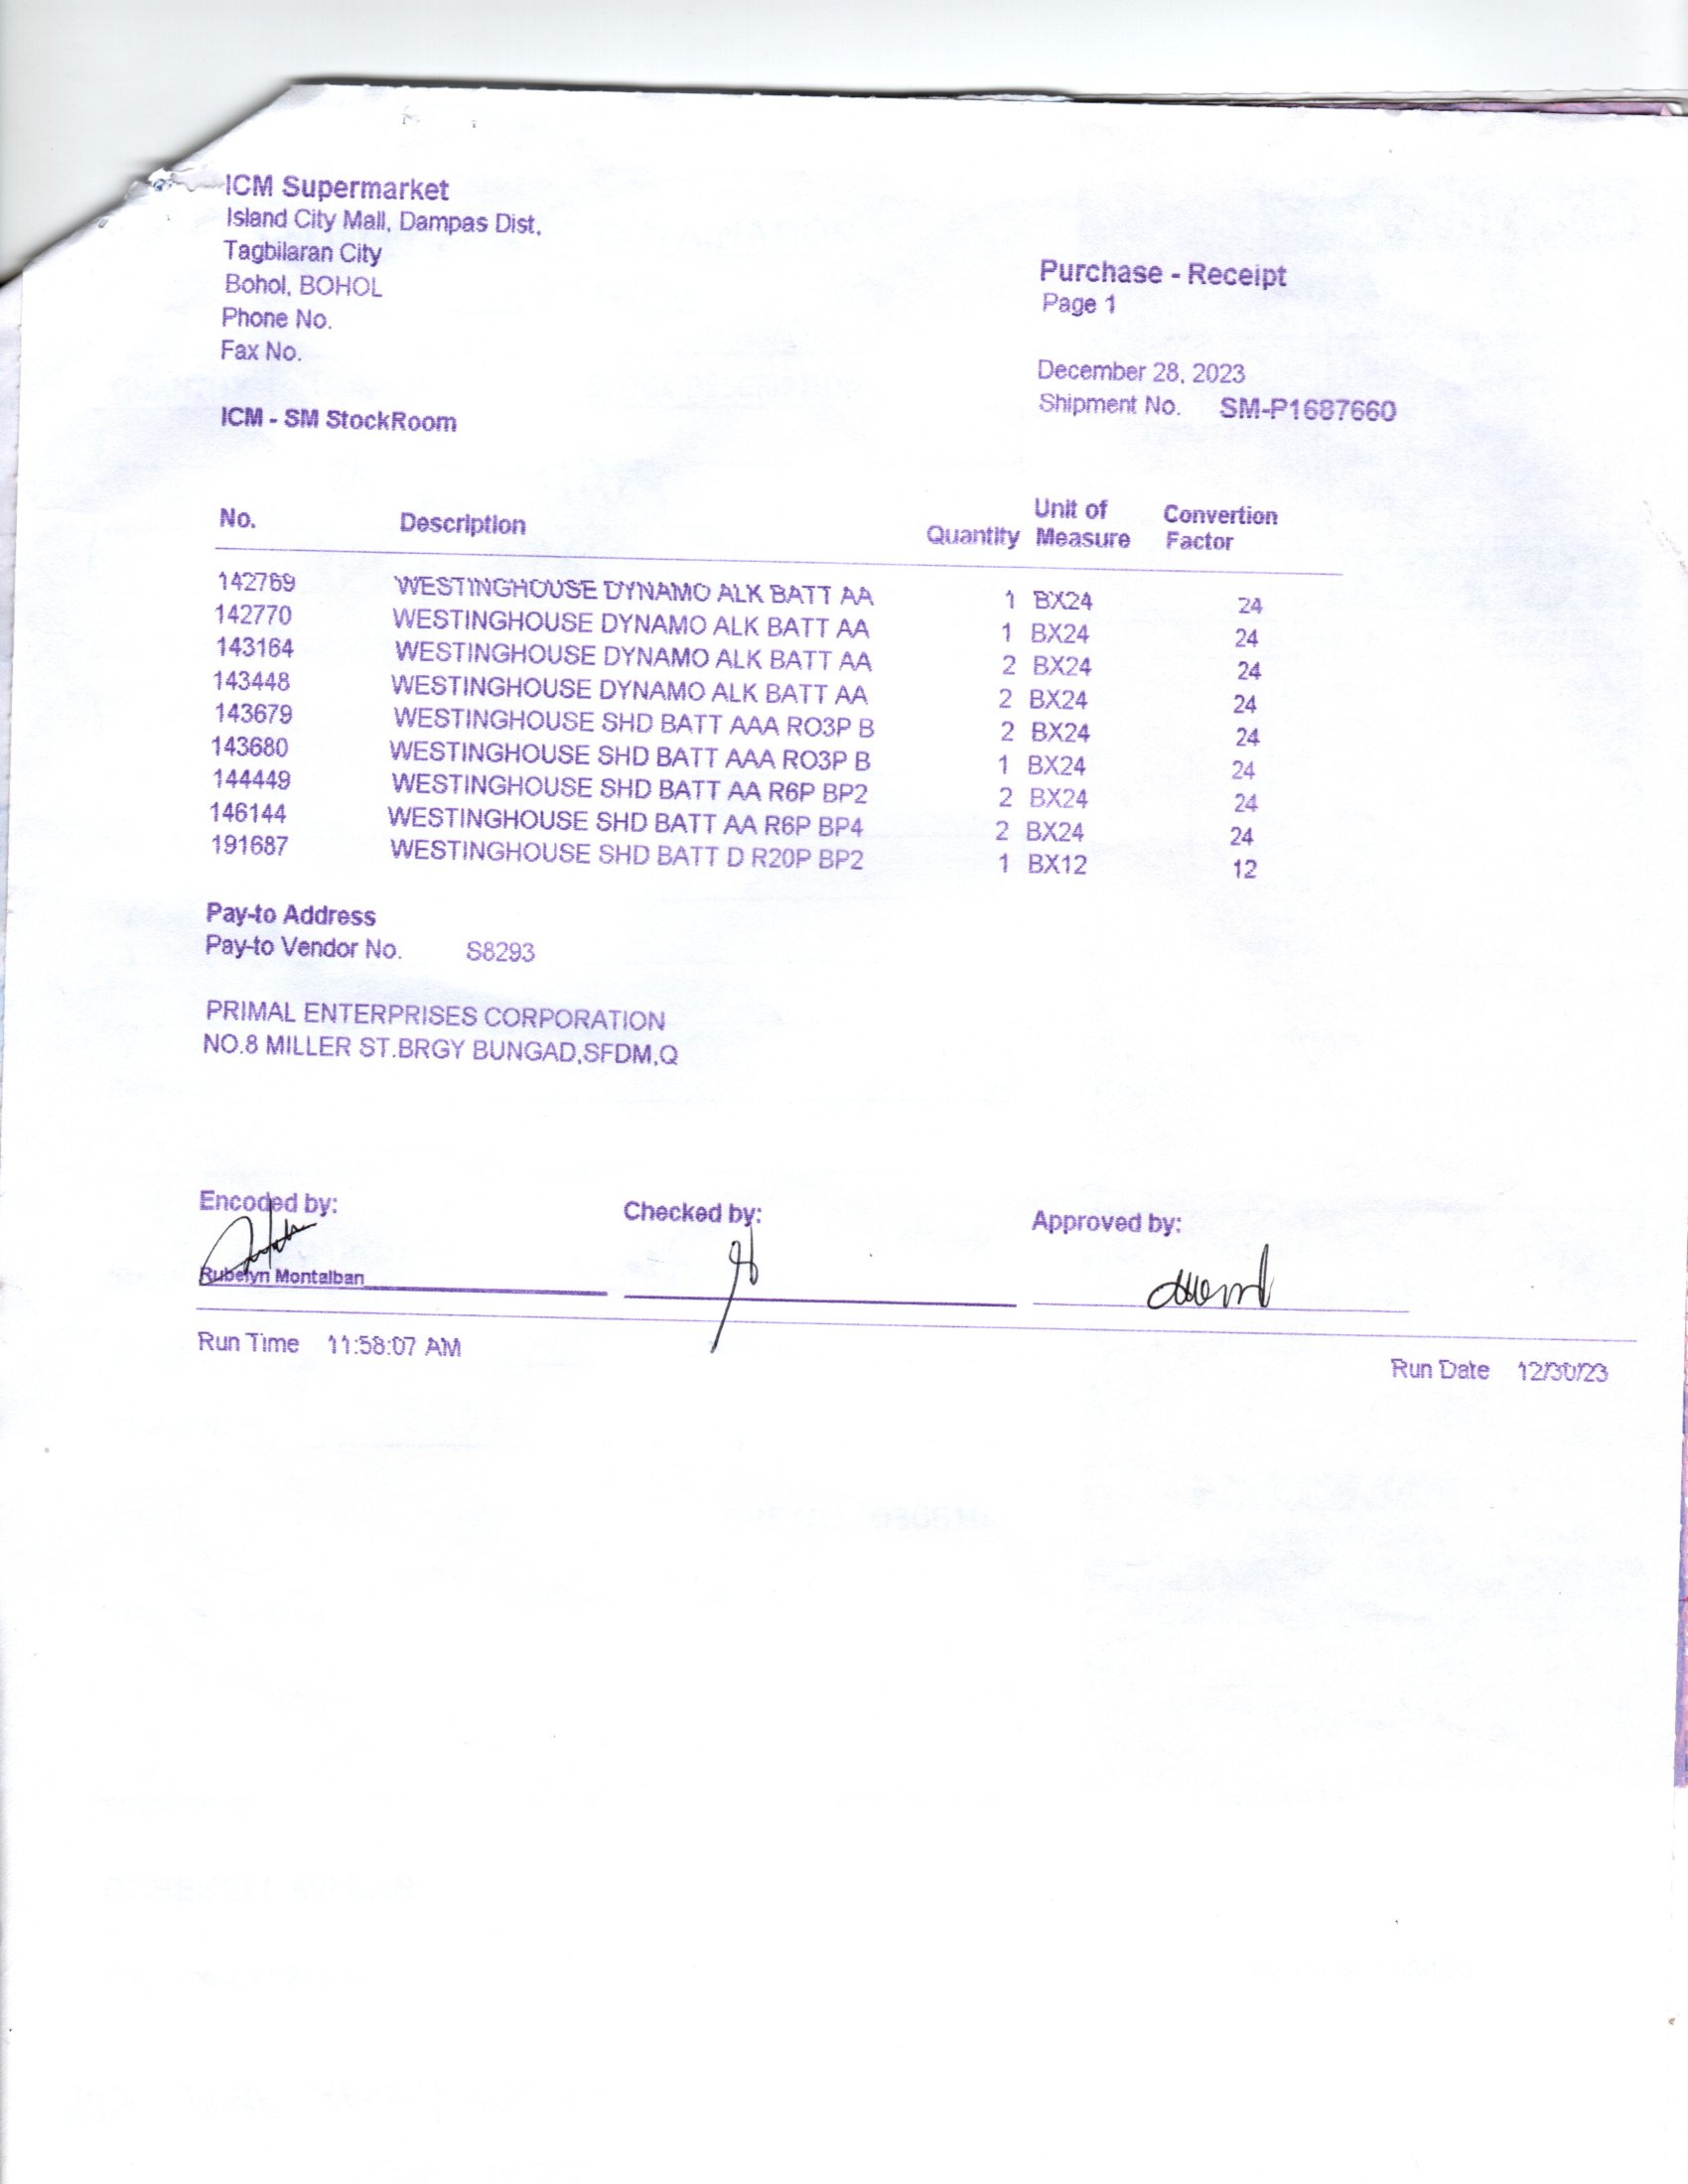 ICM Supermarket
Island City Mall, Dampas Dist,
Tagbilaran City
Bohol, BOHOL
Phone No.
Fax No.
Purchase - Receipt
Page 1
December 28, 2023
Shipment No. SM-P1687660
ICM - SM StockRoom
No. Description Quantity Unit of Measure Convertion Factor
142769 WESTINGHOUSE DYNAMO ALK BATT AA 1 BX24 24
142770 WESTINGHOUSE DYNAMO ALK BATT AA 1 BX24 24
143164 WESTINGHOUSE DYNAMO ALK BATT AA 2 BX24 24
143448 WESTINGHOUSE DYNAMO ALK BATT AA 2 BX24 24
143679 WESTINGHOUSE SHD BATT AAA RO3P B 2 BX24 24
143680 WESTINGHOUSE SHD BATT AAA RO3P B 1 BX24 24
144449 WESTINGHOUSE SHD BATT AA R6P BP2 2 BX24 24
146144 WESTINGHOUSE SHD BATT AA R6P BP4 2 BX24 24
191687 WESTINGHOUSE SHD BATT D R20P BP2 1 BX12 12
Pay-to Address
Pay-to Vendor No. S8293
PRIMAL ENTERPRISES CORPORATION
NO.8 MILLER ST.BRGY BUNGAD,SFDM,Q
Encoded by: Checked by: Approved by:
Rubelyn Montalban
Run Time 11:58:07 AM
Run Date 12/30/23